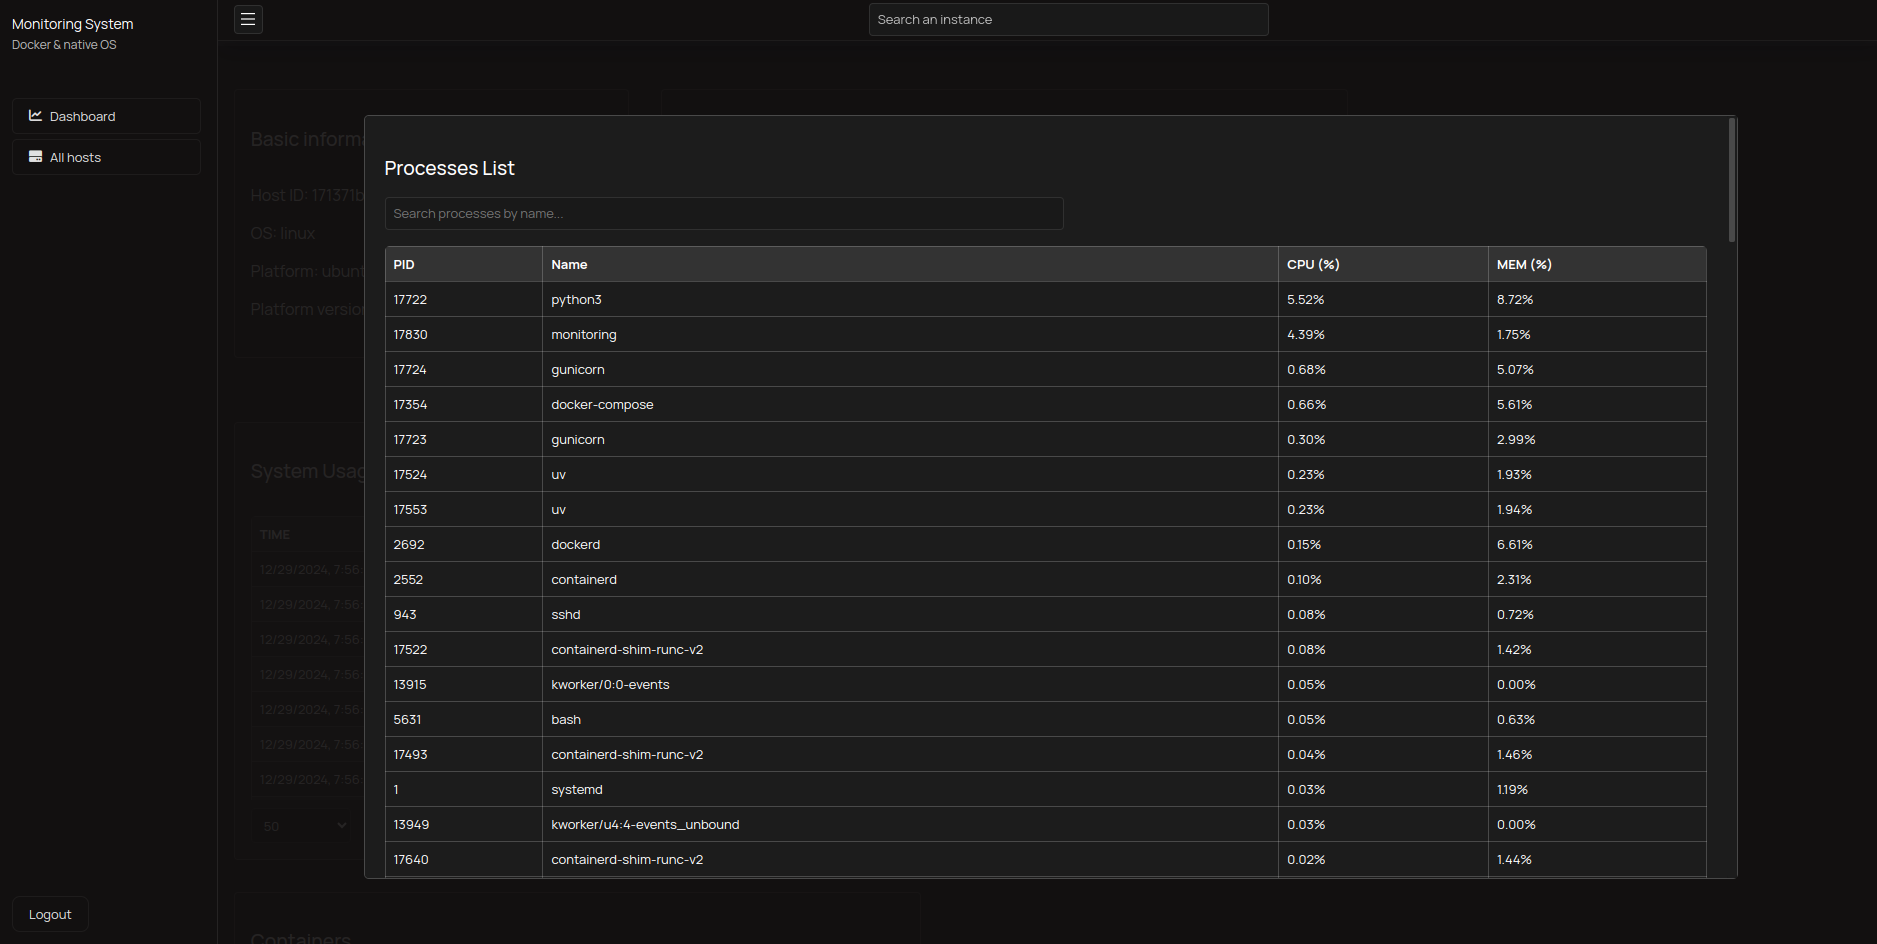 Monitoring System
Docker & native OS
Dashboard
All hosts
Logout
Search an instance
Basic
Host ID: 171371b
OS: linux
Platform:
Platform
System
TIME
12/29/2024, 7:56:
12/29/2024, 7:56:
12/29/2024, 7:56:
12/29/2024, 7:56:
12/29/2024, 7:56:
12/29/2024, 7:56:
12/29/2024, 7:56:
50
Containers
Processes List
Search processes by name...
PID Name CPU (%) MEM (%)
17722 python3 5.52% 8.72%
17830 monitoring 4.39% 1.75%
17724 gunicorn 0.68% 5.07%
17354 docker-compose 0.66% 5.61%
17723 gunicorn 0.30% 2.99%
17524 uv 0.23% 1.93%
17553 uv 0.23% 1.94%
2692 dockerd 0.15% 6.61%
2552 containerd 0.10% 2.31%
943 sshd 0.08% 0.72%
17522 containerd-shim-runc-v2 0.08% 1.42%
13915 kworker/0:0-events 0.05% 0.00%
5631 bash 0.05% 0.63%
17493 containerd-shim-runc-v2 0.04% 1.46%
1 systemd 0.03% 1.19%
13949 kworker/u4:4-events_unbound 0.03% 0.00%
17640 containerd-shim-runc-v2 0.02% 1.44%